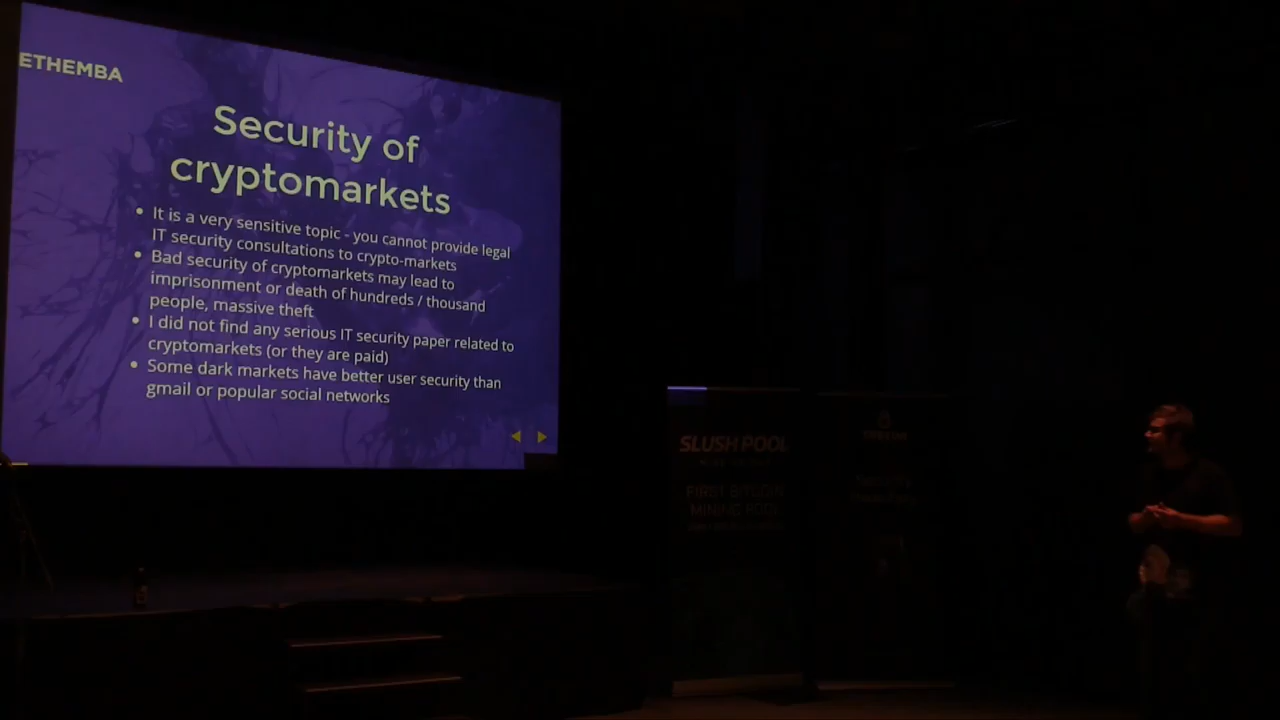 ETHEMBA
Security of
cryptomarkets
• It is a very sensitive topic - you cannot provide legal
IT security consultations to crypto-markets
• Bad security of cryptomarkets may lead to
imprisonment or death of hundreds / thousand
people, massive theft
• I did not find any serious IT security paper related to
cryptomarkets (or they are paid)
• Some dark markets have better user security than
gmail or popular social networks
SLUSH POOL
FIRST BITCOIN
MINING POOL